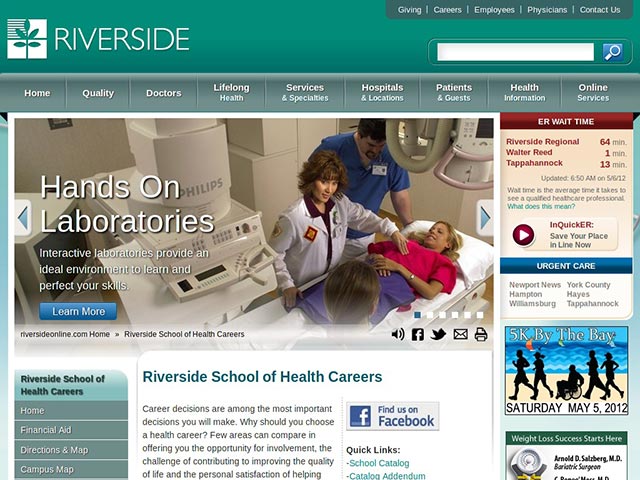 Giving
Careers
Employees
Physicians
Contact Us
RIVERSIDE
Home
Quality
Doctors
Lifelong
Health
Services
& Specialties
Hospitals
& Locations
Patients
& Guests
Health
Information
Online
Services
PHILIPS
Hands On
Laboratories
Interactive laboratories provide an
ideal environment to learn and
perfect your skills.
Learn More
ER WAIT TIME
Riverside Regional 64 min.
Walter Reed 1 min.
Tappahannock 13 min.
Updated: 6:50 AM on 5/6/12
Wait time is the average time it takes to
see a qualified healthcare professional.
What does this mean?
InQuickER:
Save Your Place
in Line Now
URGENT CARE
Newport News York County
Hampton Hayes
Williamsburg Tappahannock
riversideonline.com Home » Riverside School of Health Careers
5K By The Bay
SATURDAY MAY 5, 2012
Riverside School of
Health Careers
Home
Financial Aid
Directions & Map
Campus Map
Riverside School of Health Careers
Career decisions are among the most important
decisions you will make. Why should you choose
a health career? Few areas can compare in
offering you the opportunity for involvement, the
challenge of contributing to improving the quality
of life and the personal satisfaction of helping
Find us on
Facebook
Quick Links:
-School Catalog
-Catalog Addendum
Weight Loss Success Starts Here
Arnold D. Salzberg, M.D.
Bariatric Surgeon